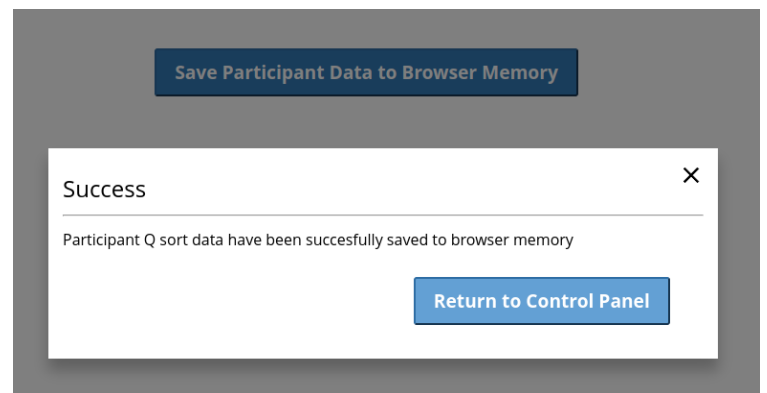 Save Participant Data to Browser Memory
Success
Participant Q sort data have been succesfully saved to browser memory
Return to Control Panel